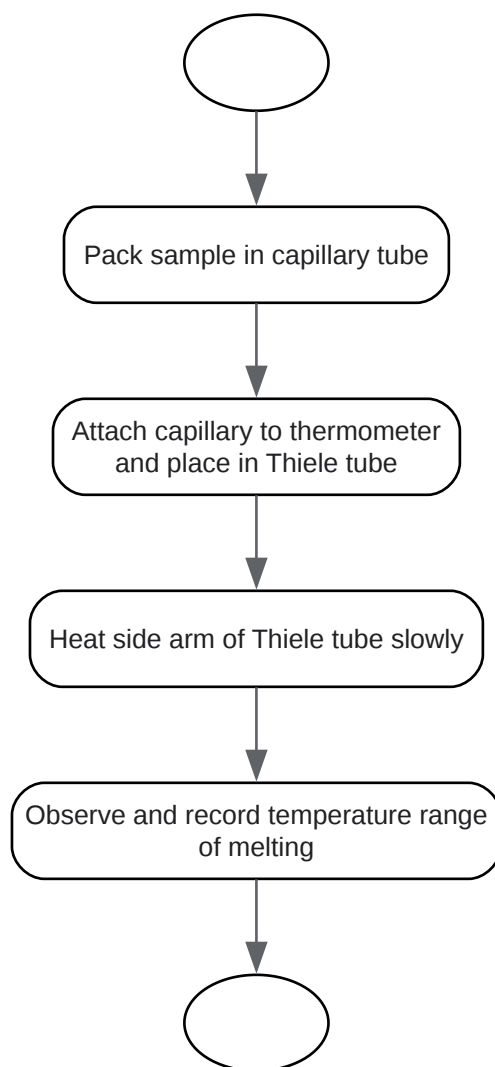 Pack sample in capillary tube
Attach capillary to thermometer
and place in Thiele tube
Heat side arm of Thiele tube slowly
Observe and record temperature range
of melting